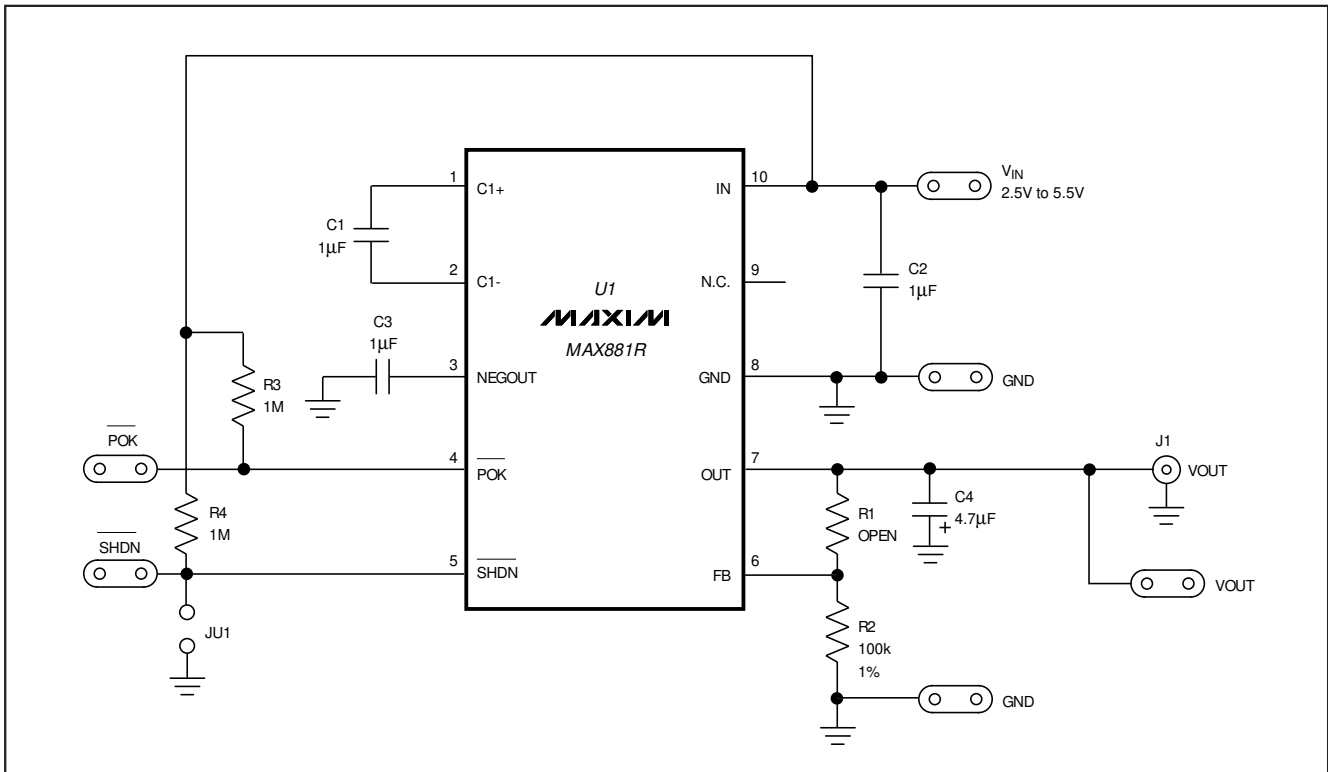 1
C1+
C1
1µF
2
C1-
C3
1µF
3
NEGOUT
R3
1M
POK
4
POK
R4
1M
SHDN
5
SHDN
JU1
U1
MAXIM
MAX881R
IN
10
VIN
2.5V to 5.5V
N.C.
9
C2
1µF
GND
8
GND
OUT
7
J1
VOUT
R1
OPEN
C4
4.7µF
+
FB
6
VOUT
R2
100k
1%
GND